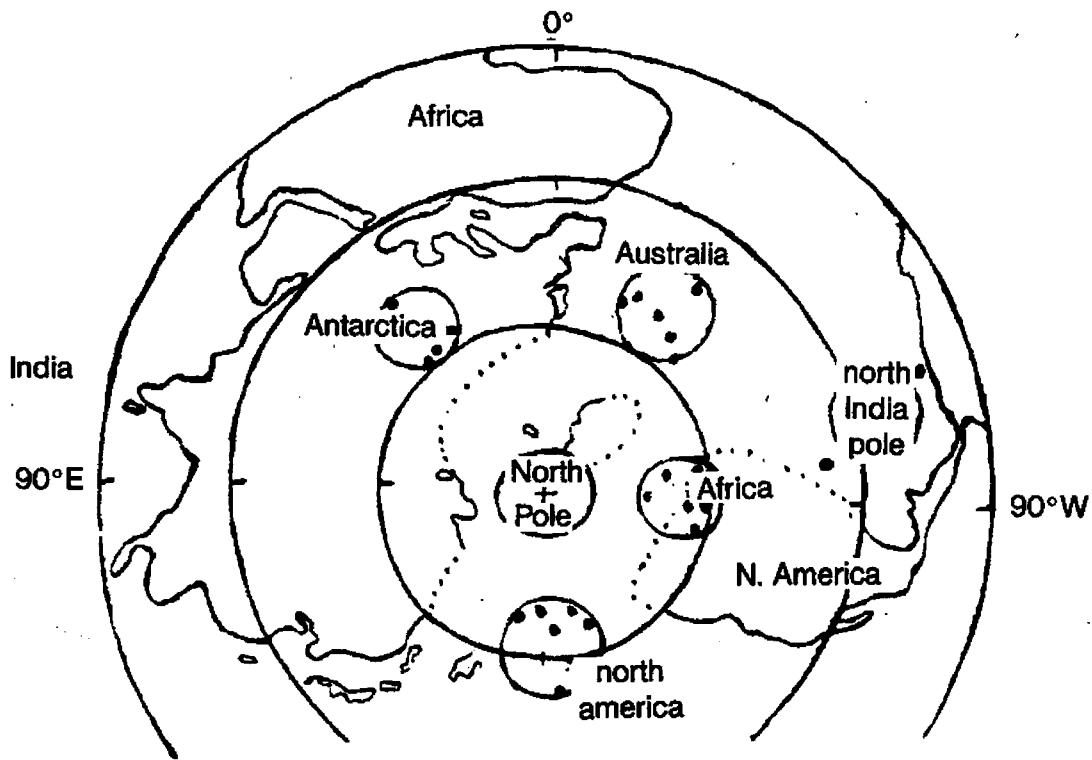 0°
Africa
Australia
Antarctica
India
north
India
pole
90°E
North
Pole
Africa
90°W
N. America
north
america